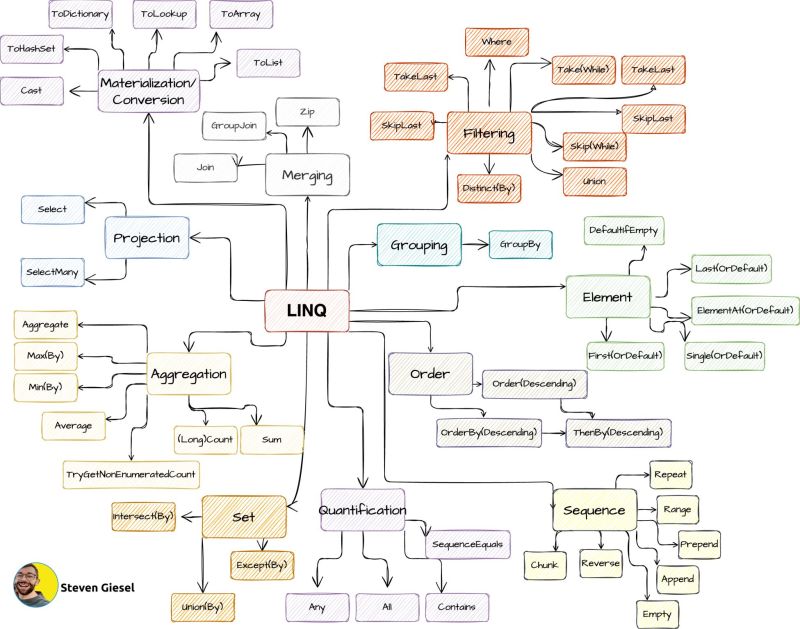 ToDictionary
ToLookup
ToArray
ToHashSet
ToList
Cast
Materialization/
Conversion
Where
TakeLast
Take(While)
TakeLast
SkipLast
SkipLast
Filtering
Skip(While)
Union
Distinct(By)
Zip
GroupJoin
Join
Merging
Select
Projection
SelectMany
Grouping
GroupBy
DefaultIfEmpty
Last(OrDefault)
Element
ElementAt(OrDefault)
First(OrDefault)
Single(OrDefault)
LINQ
Aggregate
Max(By)
Min(By)
Aggregation
Average
(Long)Count
Sum
TryGetNonEnumeratedCount
Order
Order(Descending)
OrderBy(Descending)
ThenBy(Descending)
Intersect(By)
Set
Except(By)
Union(By)
Quantification
SequenceEquals
Any
All
Contains
Repeat
Sequence
Range
Prepend
Chunk
Reverse
Append
Empty
Steven Giesel